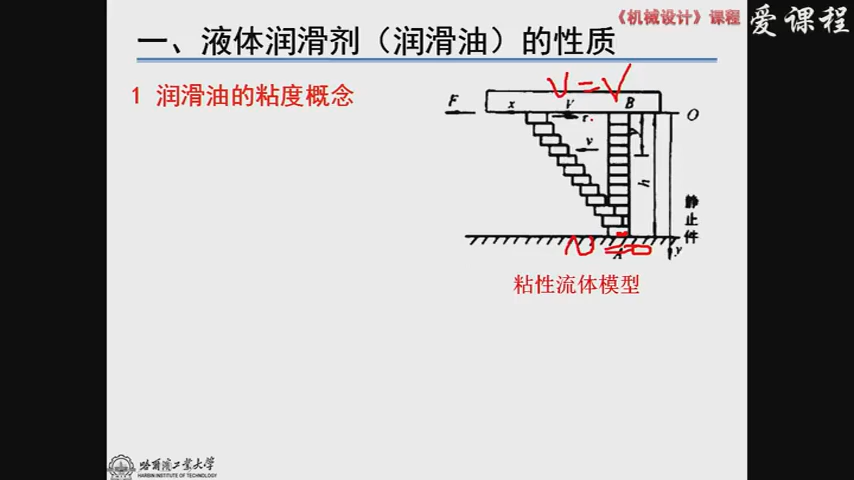 《机械设计》课程
爱课程
一、液体润滑剂（润滑油）的性质
1 润滑油的粘度概念
v=V
F
x
V
B
O
τ
y
v
h
静止件
v=0
A
y
粘性流体模型
哈尔滨工业大学
HARBIN INSTITUTE OF TECHNOLOGY